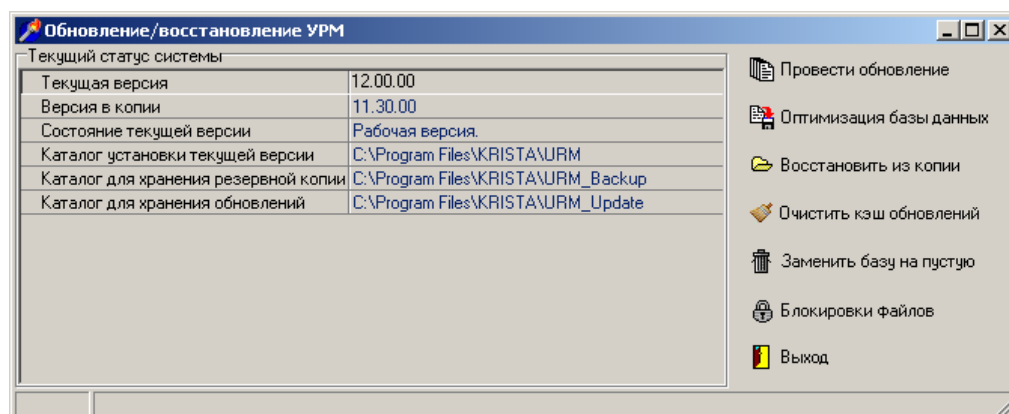 Обновление/восстановление УРМ
Текущий статус системы
Текущая версия 12.00.00
Версия в копии 11.30.00
Состояние текущей версии Рабочая версия.
Каталог установки текущей версии C:\Program Files\KRISTA\URM
Каталог для хранения резервной копии C:\Program Files\KRISTA\URM_Backup
Каталог для хранения обновлений C:\Program Files\KRISTA\URM_Update
Провести обновление
Оптимизация базы данных
Восстановить из копии
Очистить кэш обновлений
Заменить базу на пустую
Блокировки файлов
Выход